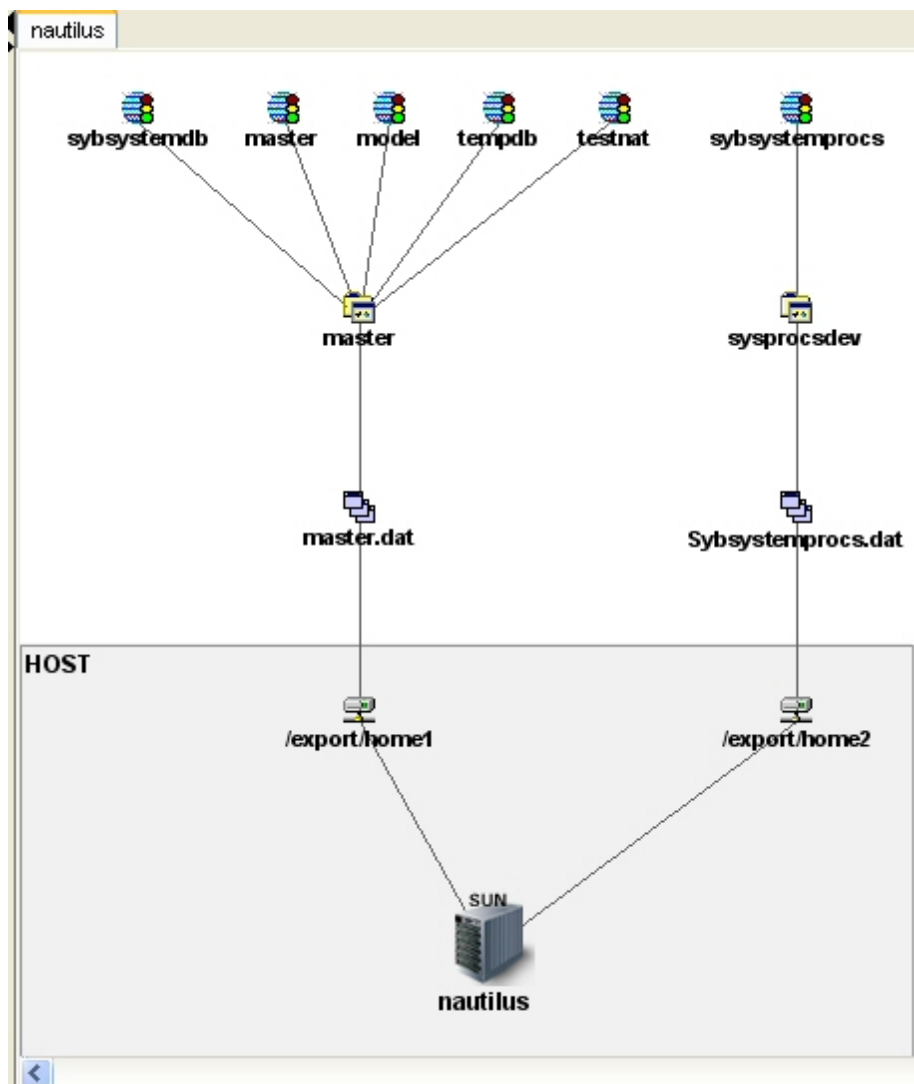 nautilus
sybsystemdb master model tempdb testnat sybsystemprocs
master sysprocsdev
master.dat Sybsystemprocs.dat
HOST
/export/home1 /export/home2
SUN
nautilus